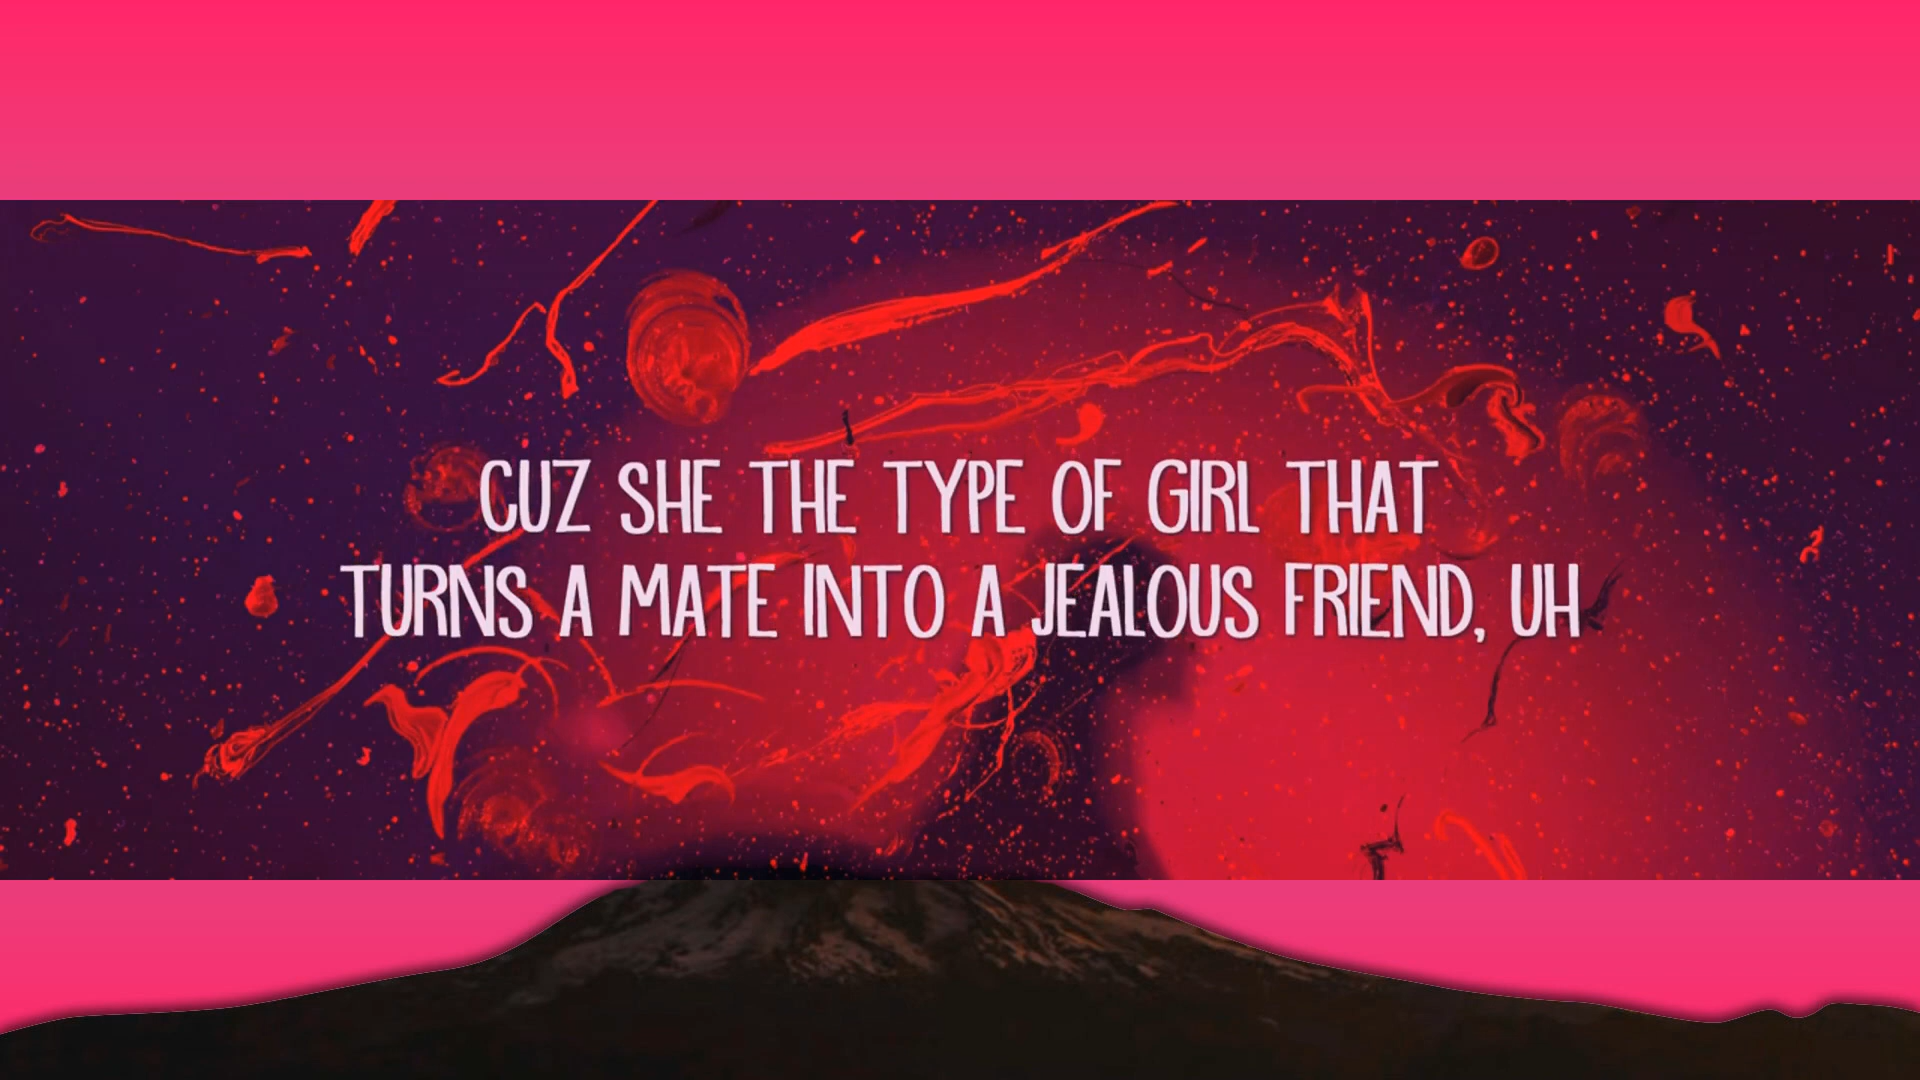 CUZ SHE THE TYPE OF GIRL THAT
TURNS A MATE INTO A JEALOUS FRIEND, UH